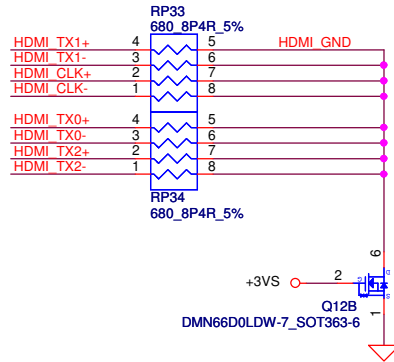 RP33
680_8P4R_5%
HDMI_TX1+ 4 5 HDMI_GND
HDMI_TX1- 3 6
HDMI_CLK+ 2 7
HDMI_CLK- 1 8
HDMI_TX0+ 4 5
HDMI_TX0- 3 6
HDMI_TX2+ 2 7
HDMI_TX2- 1 8
RP34
680_8P4R_5%
6
D
+3VS 2 G
S
Q12B
1
DMN66D0LDW-7_SOT363-6